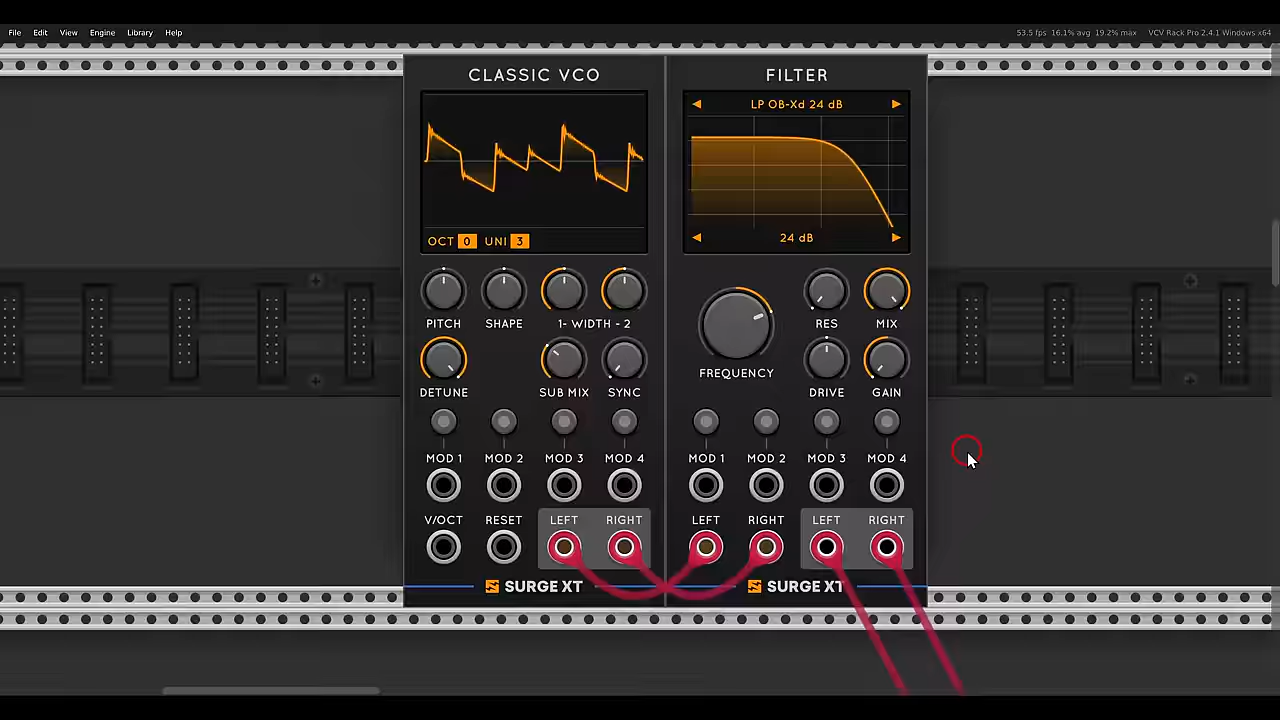 File Edit View Engine Library Help
53.5 fps 16.1% avg 19.2% max VCV Rack Pro 2.4.1 Windows x64
CLASSIC VCO
OCT 0 UNI 3
PITCH SHAPE 1- WIDTH - 2
DETUNE SUB MIX SYNC
MOD 1 MOD 2 MOD 3 MOD 4
V/OCT RESET LEFT RIGHT
SURGE XT
FILTER
LP OB-Xd 24 dB
24 dB
RES MIX
FREQUENCY
DRIVE GAIN
MOD 1 MOD 2 MOD 3 MOD 4
LEFT RIGHT LEFT RIGHT
SURGE XT